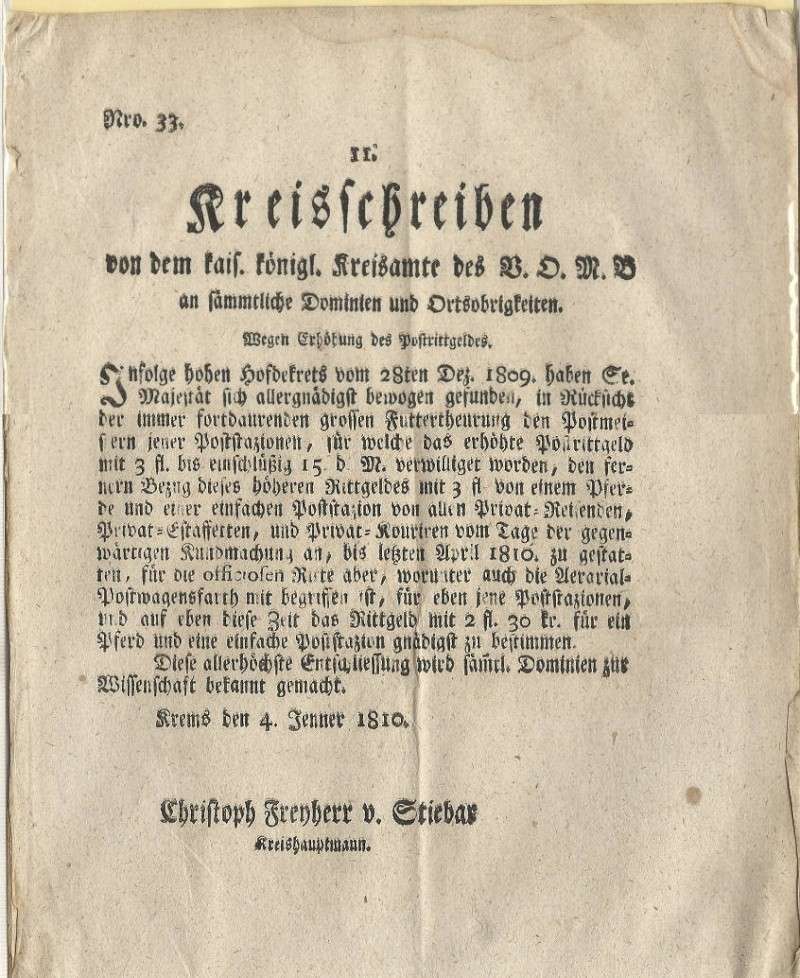 Nro. 33.
II.
Kreisschreiben
von dem kais. königl. Kreisamte des V. O. M. B
an sämmtliche Dominien und Ortsobrigkeiten.
Wegen Erhöhung des Postrittgeldes.
Infolge hohen Hofdekrets vom 28ten Dez. 1809. haben Se.
Majestät sich allergnädigst bewogen gefunden, in Rücksicht
der immer fortdaurenden grossen Futtertheurung den Postmei-
stern jener Poststazionen, für welche das erhöhte Postrittgeld
mit 3 fl. bis einschlüßig 15 d. M. verwilliget worden, den fer-
nern Bezug dieses höheren Rittgeldes mit 3 fl von einem Pfer-
de und einer einfachen Poststazion von allen Privat-Reisenden,
Privat-Estaffetten, und Privat-Kouriren vom Tage der gegen-
wärtigen Kundmachung an, bis letzten April 1810. zu gestat-
ten, für die officiosen Ritte aber, worunter auch die Aerarial-
Postwagensfarth mit begriffen ist, für eben jene Poststazionen,
und auf eben diese Zeit das Rittgeld mit 2 fl. 30 kr. für ein
Pferd und eine einfache Poststazion gnädigst zu bestimmen.
Diese allerhöchste Entschliessung wird säm̃tl. Dominien zur
Wissenschaft bekannt gemacht.
Krems den 4. Jenner 1810.
Christoph Freyherr v. Stiebar
Kreishauptmann.